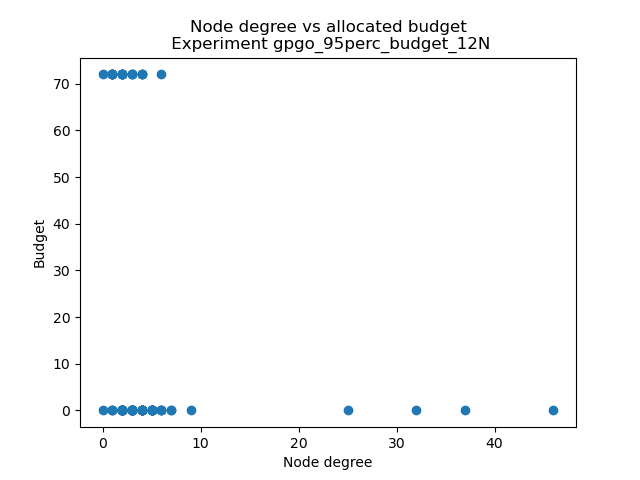 Node degree vs allocated budget
Experiment gpgo_95perc_budget_12N
70
60
50
40
30
20
10
0
Budget
0 10 20 30 40
Node degree